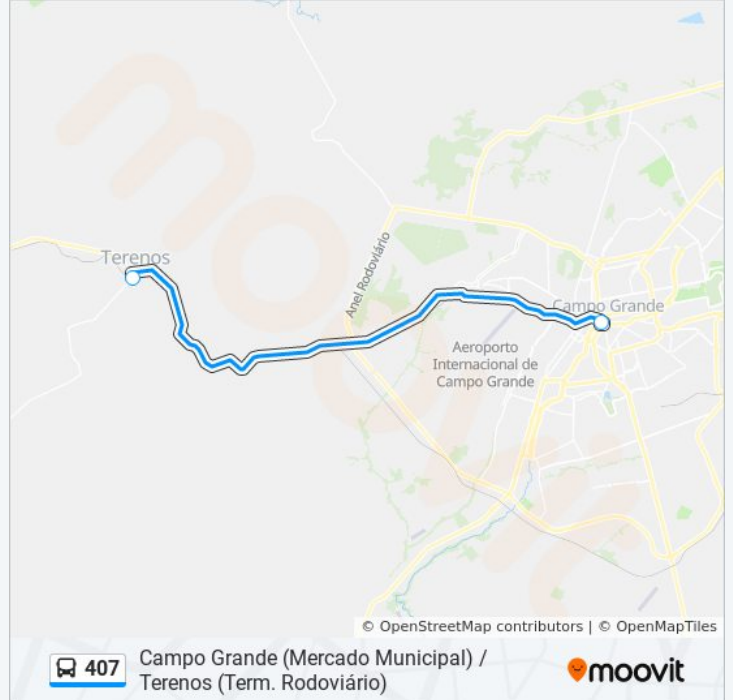 Terenos
Anel Rodoviário
Campo Grande
Aeroporto
Internacional de
Campo Grande
moovit
© OpenStreetMap contributors | © OpenMapTiles
407
Campo Grande (Mercado Municipal) /
Terenos (Term. Rodoviário)
moovit